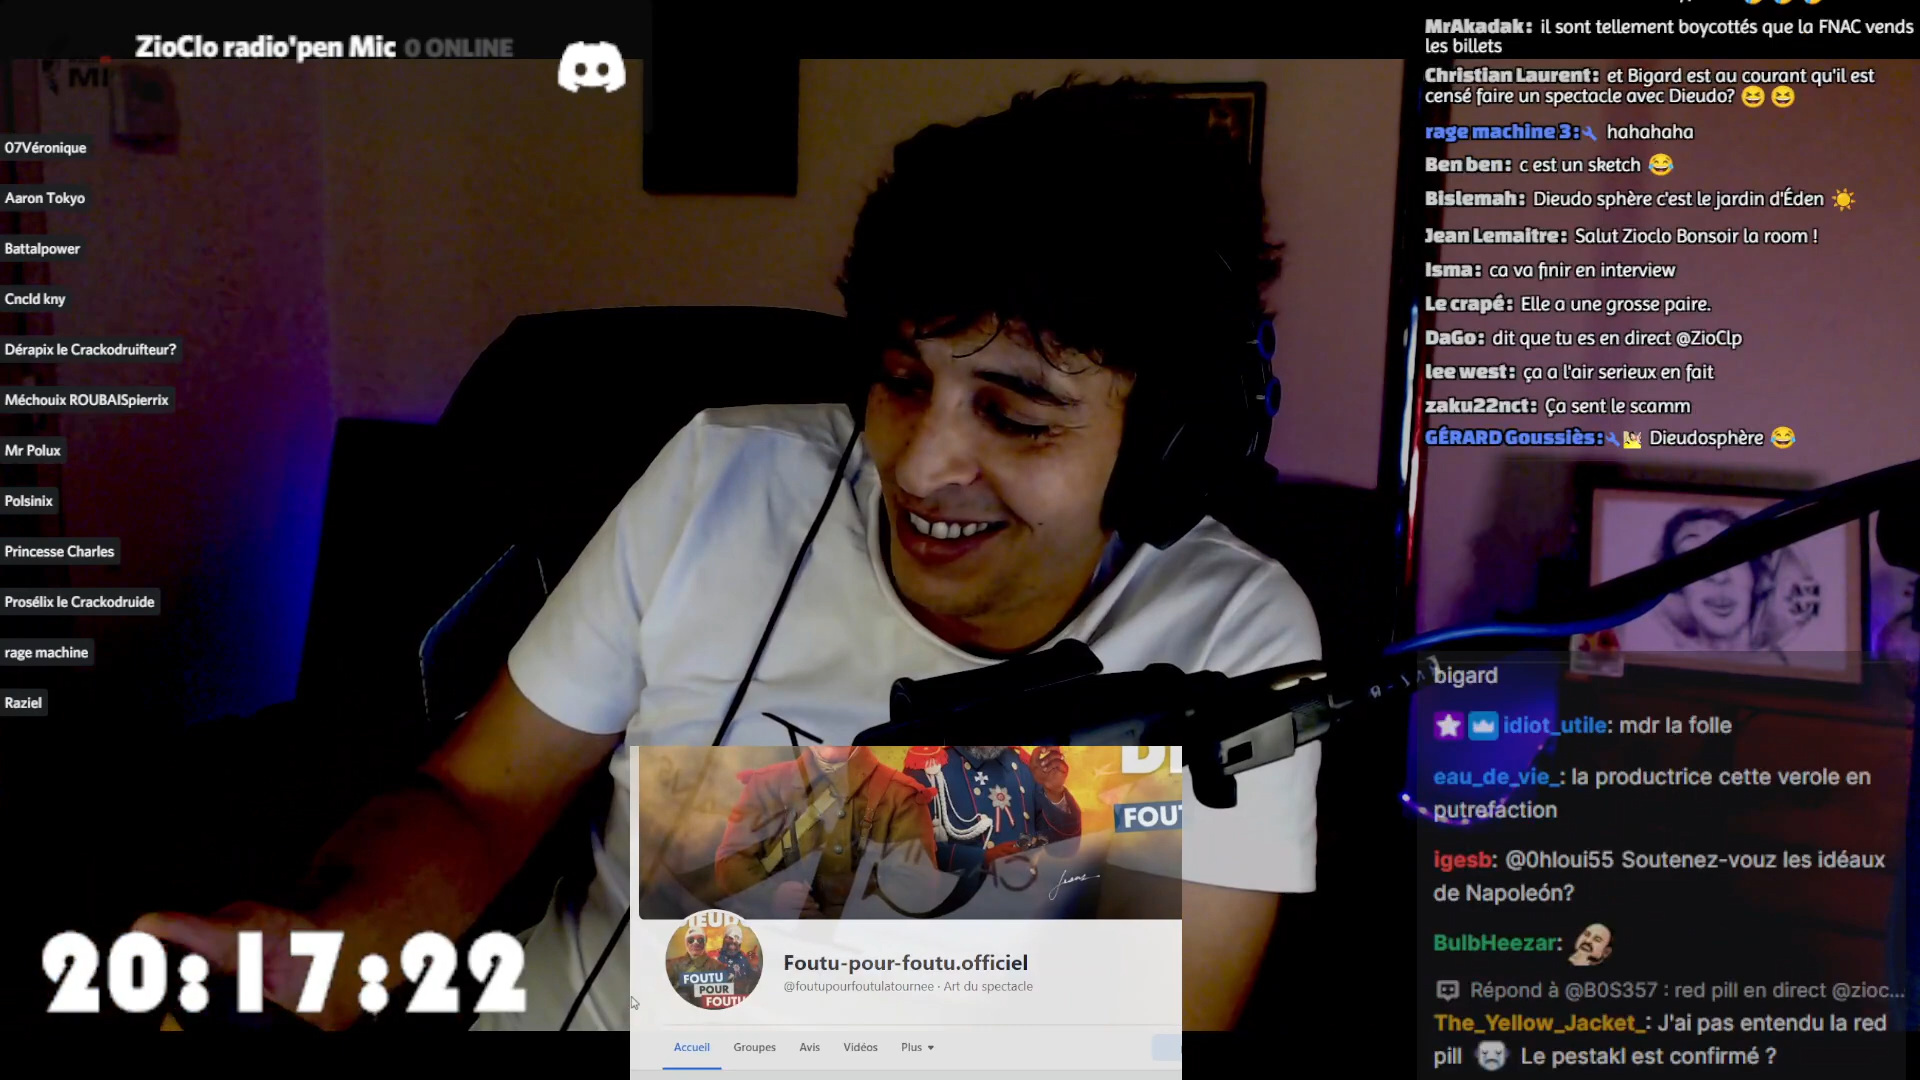 ZioClo radio'pen Mic 0 ONLINE
MI
07Véronique
Aaron Tokyo
Battalpower
Cncld kny
Dérapix le Crackodruifteur?
Méchouix ROUBAISpierrix
Mr Polux
Polsinix
Princesse Charles
Prosélix le Crackodruide
rage machine
Raziel
20:17:22
MrAkadak: il sont tellement boycottés que la FNAC vends
les billets
Christian Laurent: et Bigard est au courant qu'il est
censé faire un spectacle avec Dieudo? 😆 😆
rage machine 3: hahahaha
Ben ben: c est un sketch 😂
Bislemah: Dieudo sphère c'est le jardin d'Éden ☀️
Jean Lemaitre: Salut Zioclo Bonsoir la room !
Isma: ca va finir en interview
Le crapé: Elle a une grosse paire.
DaGo: dit que tu es en direct @ZioClp
lee west: ça a l'air serieux en fait
zaku22nct: Ça sent le scamm
GÉRARD Goussiès: Dieudosphère 😂
bigard
idiot_utile: mdr la folle
eau_de_vie_: la productrice cette verole en
putrefaction
igesb: @0hloui55 Soutenez-vouz les idéaux
de Napoleón?
BulbHeezar:
Répond à @B0S357 : red pill en direct @zioc...
The_Yellow_Jacket_: J'ai pas entendu la red
pill Le pestakl est confirmé ?
FOUT
DIEUD
FOUTU
POUR
FOUTU
Foutu-pour-foutu.officiel
@foutupourfoutulatournee · Art du spectacle
Accueil Groupes Avis Vidéos Plus